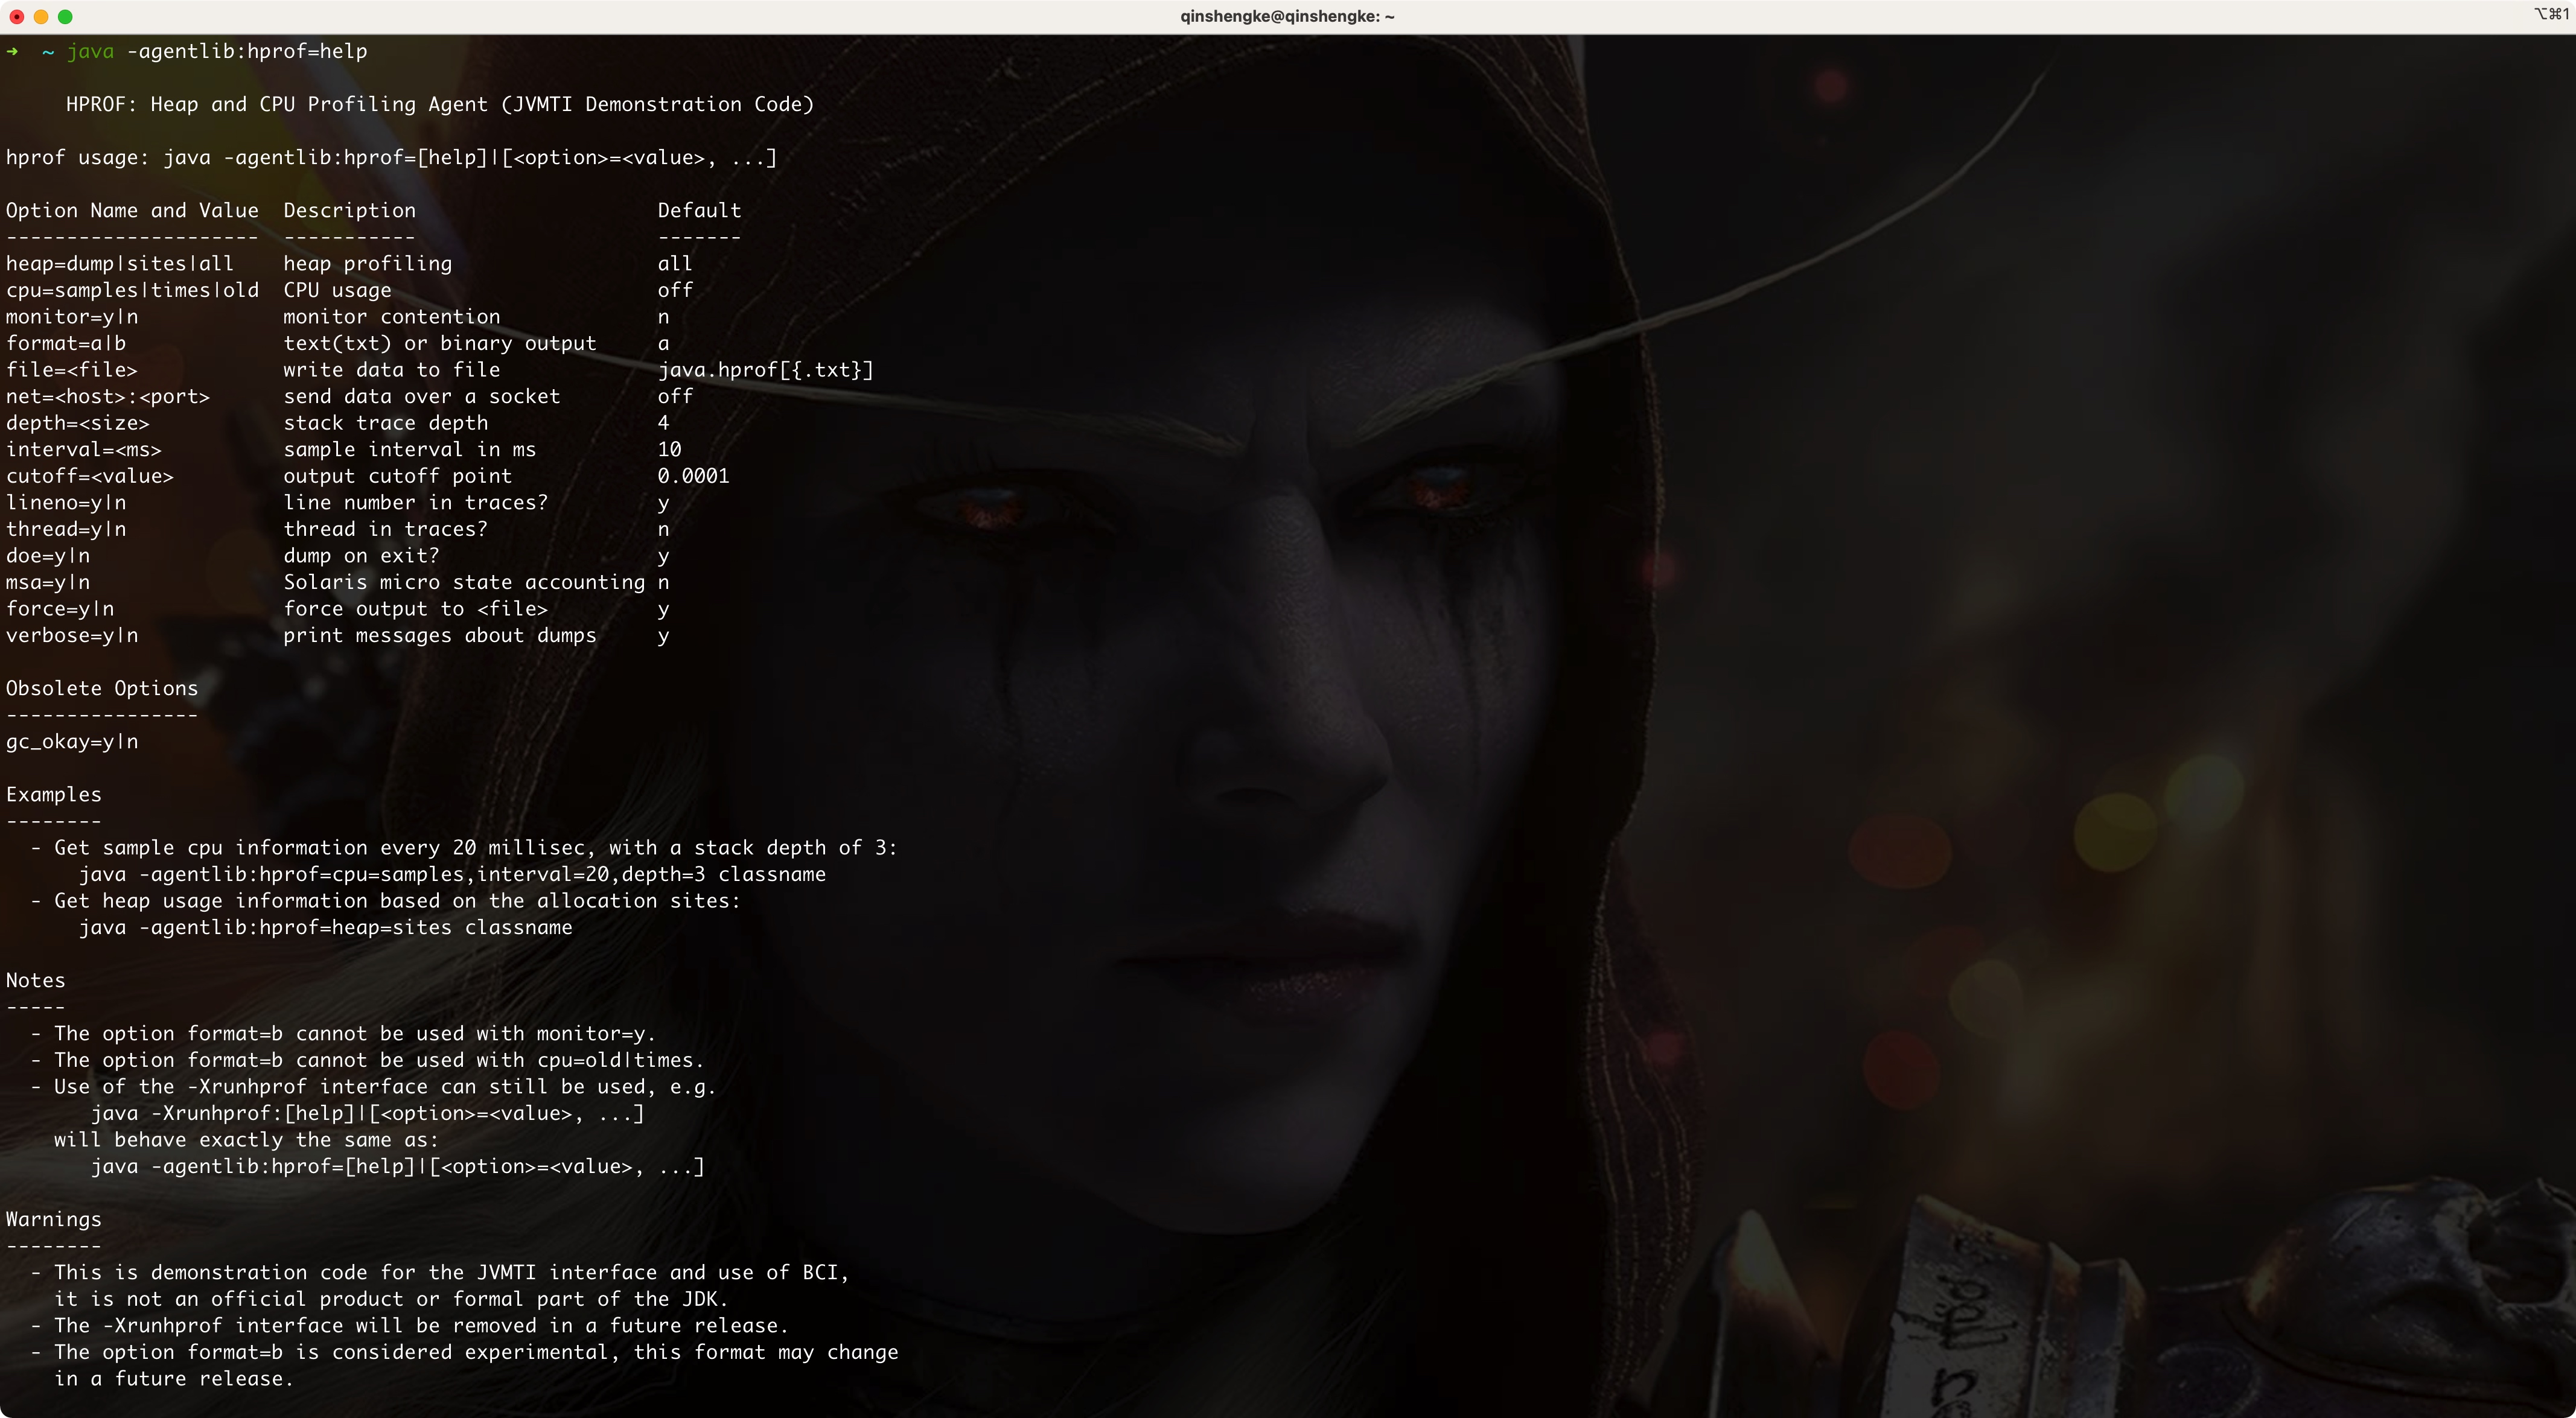 qinshengke@qinshengke: ~
⌥⌘1
➜  ~ java -agentlib:hprof=help
     HPROF: Heap and CPU Profiling Agent (JVMTI Demonstration Code)
hprof usage: java -agentlib:hprof=[help]|[<option>=<value>, ...]
Option Name and Value  Description                    Default
---------------------  -----------                    -------
heap=dump|sites|all    heap profiling                 all
cpu=samples|times|old  CPU usage                      off
monitor=y|n            monitor contention             n
format=a|b             text(txt) or binary output     a
file=<file>            write data to file             java.hprof[{.txt}]
net=<host>:<port>      send data over a socket        off
depth=<size>           stack trace depth              4
interval=<ms>          sample interval in ms          10
cutoff=<value>         output cutoff point            0.0001
lineno=y|n             line number in traces?         y
thread=y|n             thread in traces?              n
doe=y|n                dump on exit?                  y
msa=y|n                Solaris micro state accounting n
force=y|n              force output to <file>         y
verbose=y|n            print messages about dumps     y
Obsolete Options
----------------
gc_okay=y|n
Examples
--------
  - Get sample cpu information every 20 millisec, with a stack depth of 3:
      java -agentlib:hprof=cpu=samples,interval=20,depth=3 classname
  - Get heap usage information based on the allocation sites:
      java -agentlib:hprof=heap=sites classname
Notes
-----
  - The option format=b cannot be used with monitor=y.
  - The option format=b cannot be used with cpu=old|times.
  - Use of the -Xrunhprof interface can still be used, e.g.
       java -Xrunhprof:[help]|[<option>=<value>, ...]
    will behave exactly the same as:
       java -agentlib:hprof=[help]|[<option>=<value>, ...]
Warnings
--------
  - This is demonstration code for the JVMTI interface and use of BCI,
    it is not an official product or formal part of the JDK.
  - The -Xrunhprof interface will be removed in a future release.
  - The option format=b is considered experimental, this format may change
    in a future release.